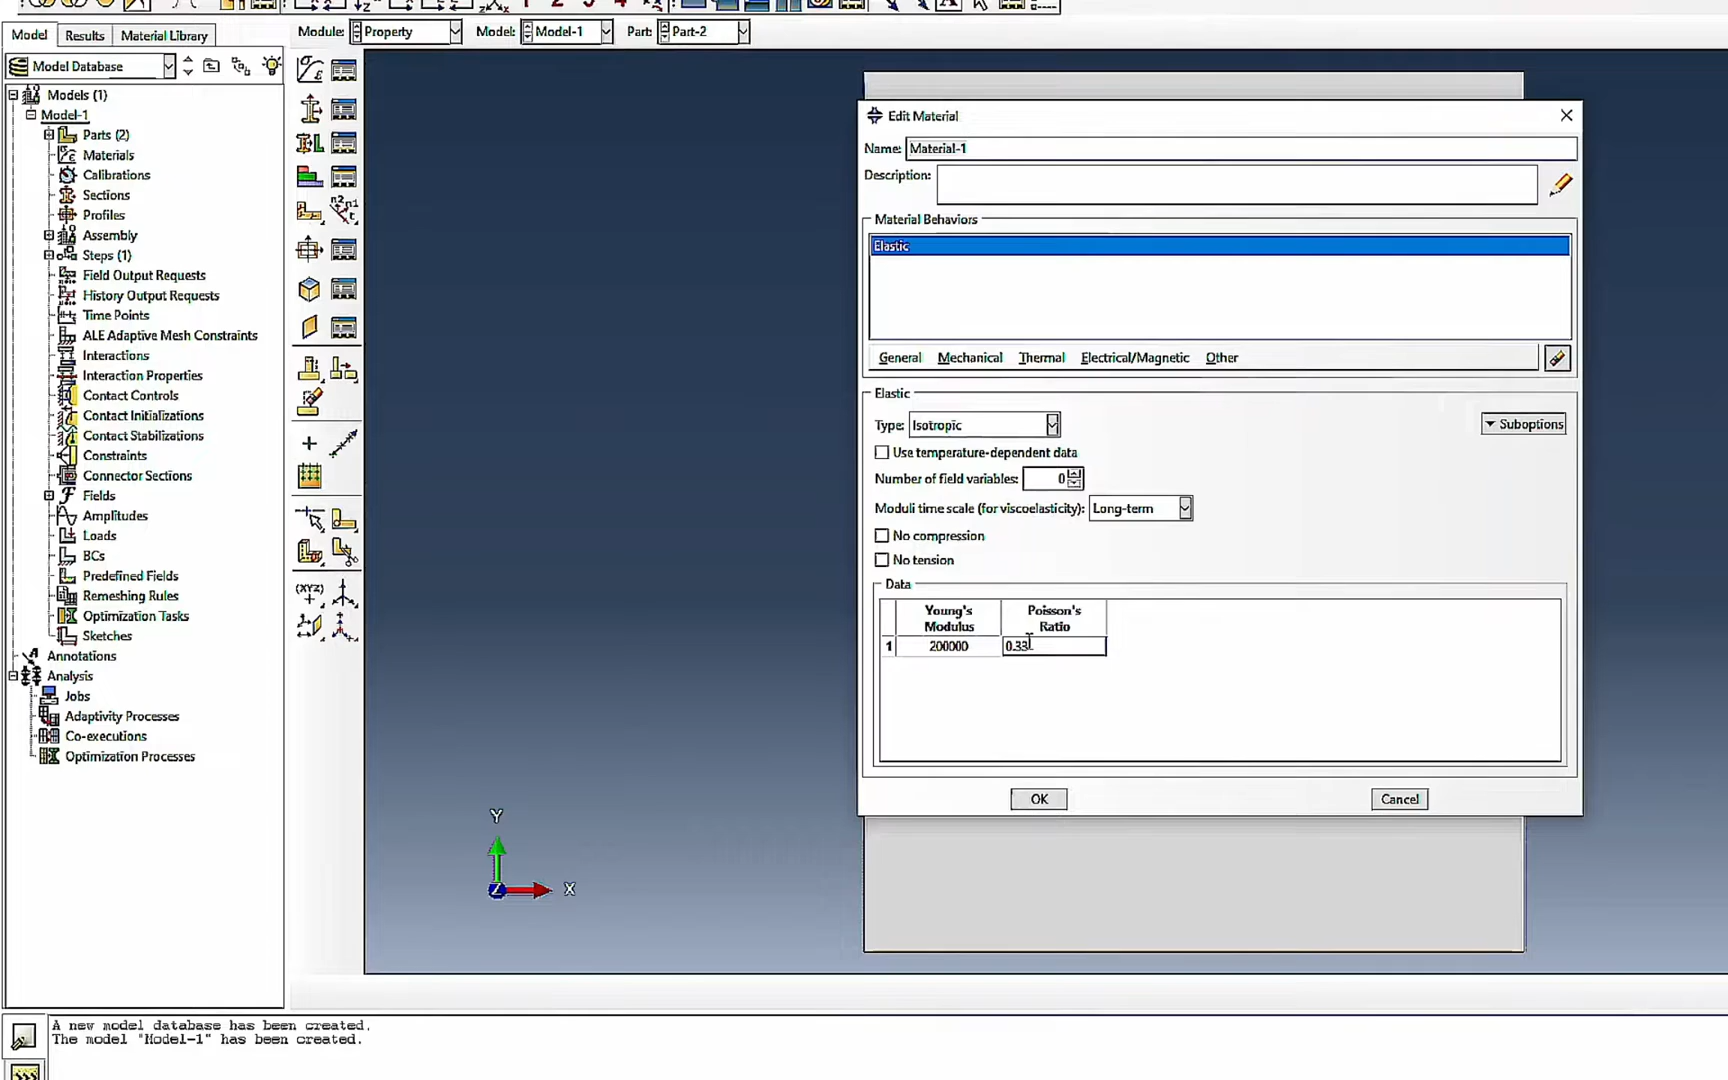 Model Results Material Library Module: Property Model: Model-1 Part: Part-2
Model Database
Models (1)
Model-1
Parts (2)
Materials
Calibrations
Sections
Profiles
Assembly
Steps (1)
Field Output Requests
History Output Requests
Time Points
ALE Adaptive Mesh Constraints
Interactions
Interaction Properties
Contact Controls
Contact Initializations
Contact Stabilizations
Constraints
Connector Sections
Fields
Amplitudes
Loads
BCs
Predefined Fields
Remeshing Rules
Optimization Tasks
Sketches
Annotations
Analysis
Jobs
Adaptivity Processes
Co-executions
Optimization Processes
(XYZ)
Edit Material
Name: Material-1
Description:
Material Behaviors
Elastic
General Mechanical Thermal Electrical/Magnetic Other
Elastic
Type: Isotropic
Suboptions
Use temperature-dependent data
Number of field variables: 0
Moduli time scale (for viscoelasticity): Long-term
No compression
No tension
Data
Young's Modulus
Poisson's Ratio
1 200000 0.33
OK Cancel
Y
Z X
A new model database has been created.
The model "Model-1" has been created.